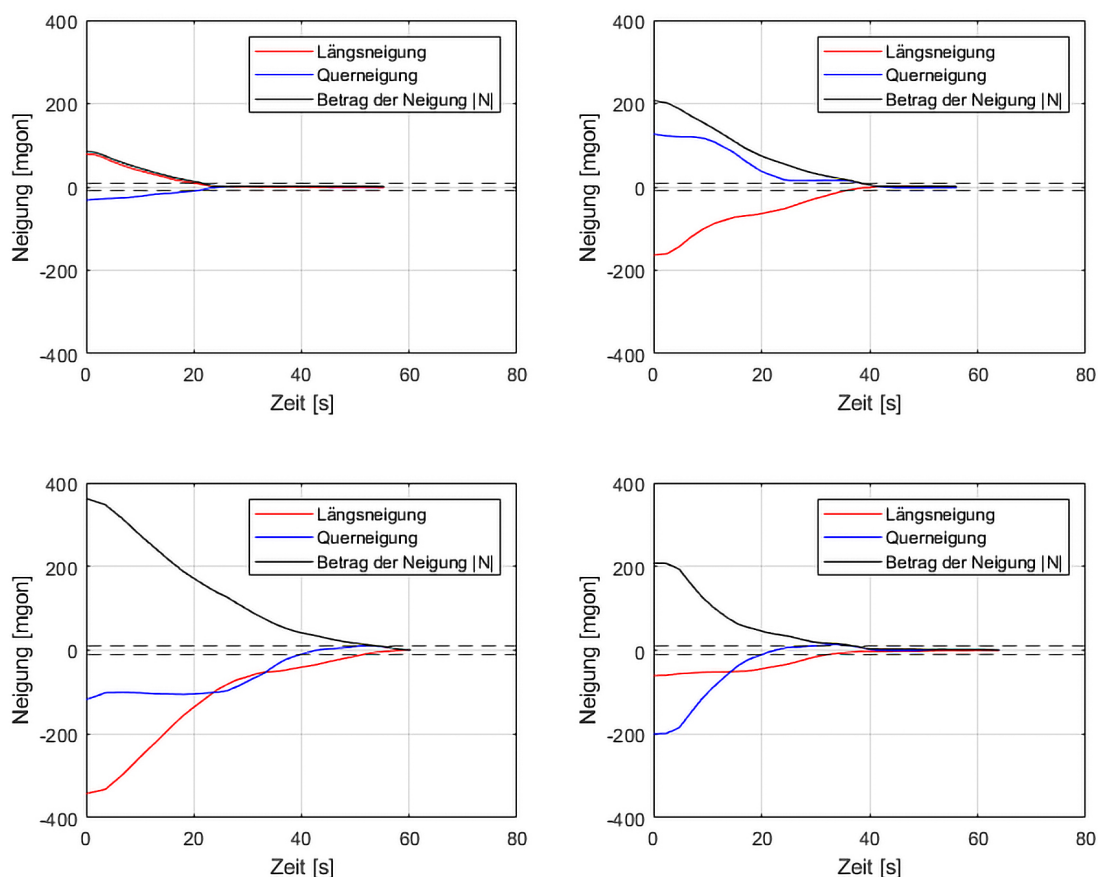 400
200
0
-200
-400
Neigung [mgon]
Längsneigung
Querneigung
Betrag der Neigung |N|
0 20 40 60 80
Zeit [s]
400
200
0
-200
-400
Neigung [mgon]
Längsneigung
Querneigung
Betrag der Neigung |N|
0 20 40 60 80
Zeit [s]
400
200
0
-200
-400
Neigung [mgon]
Längsneigung
Querneigung
Betrag der Neigung |N|
0 20 40 60 80
Zeit [s]
400
200
0
-200
-400
Neigung [mgon]
Längsneigung
Querneigung
Betrag der Neigung |N|
0 20 40 60 80
Zeit [s]